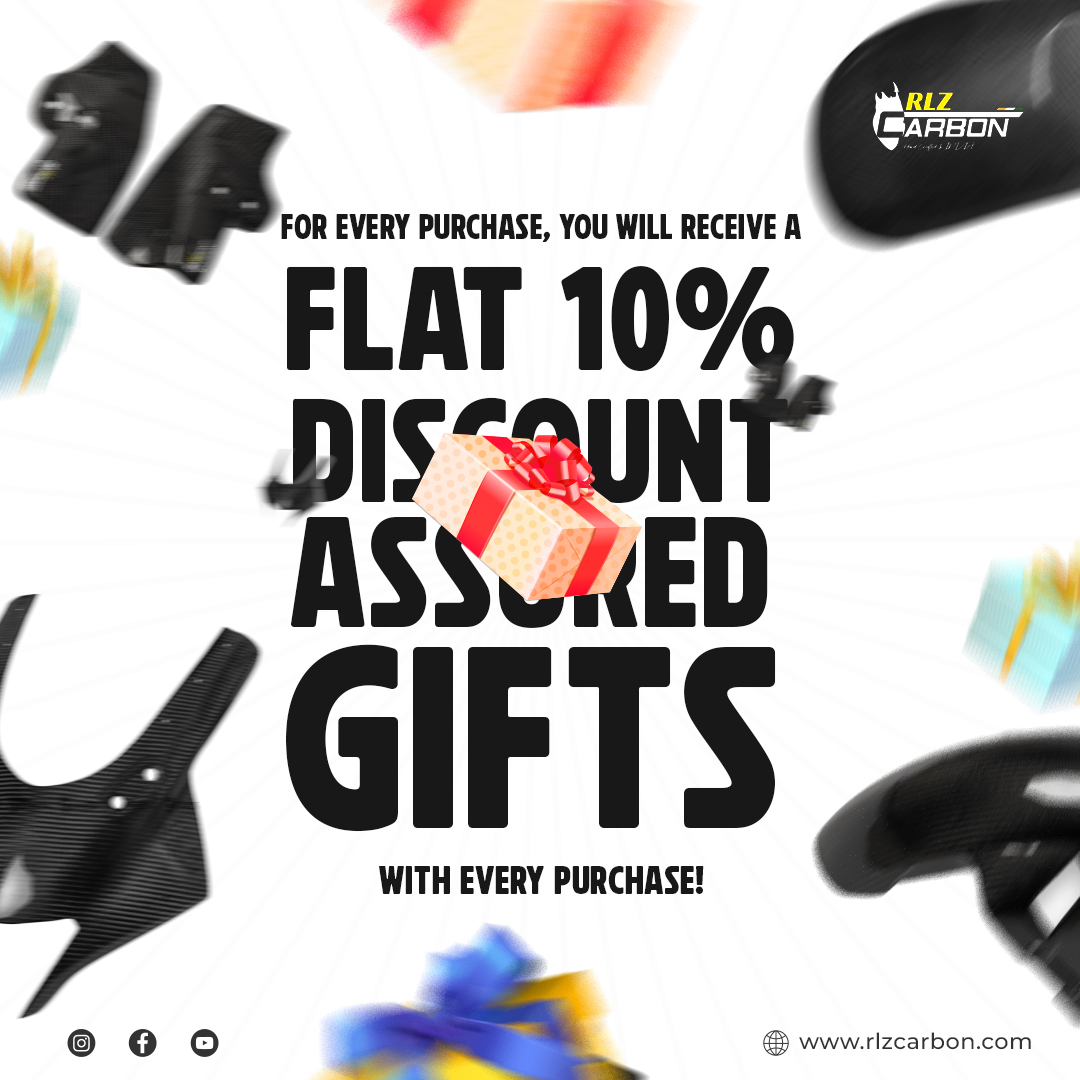 RLZ
CARBON
FOR EVERY PURCHASE, YOU WILL RECEIVE A
FLAT 10%
DISCOUNT
ASSURED
GIFTS
WITH EVERY PURCHASE!
www.rlzcarbon.com